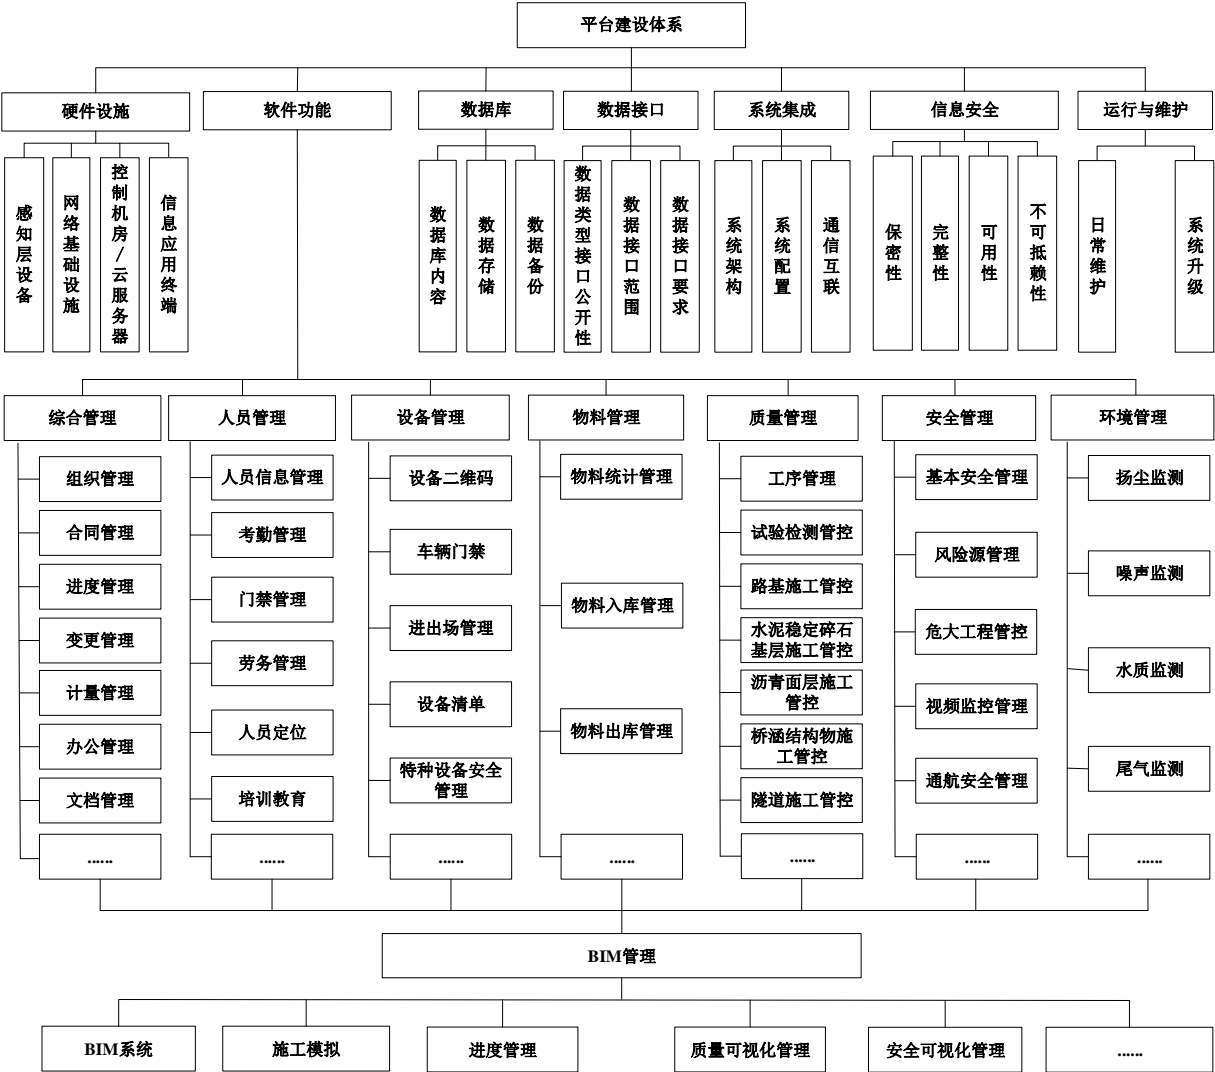 平台建设体系
硬件设施
软件功能
数据库
数据接口
系统集成
信息安全
运行与维护
感知层设备
网络基础设施
控制机房/云服务器
信息应用终端
数据库内容
数据存储
数据备份
数据类型接口公开性
数据接口范围
数据接口要求
系统架构
系统配置
通信互联
保密性
完整性
可用性
不可抵赖性
日常维护
系统升级
综合管理
人员管理
设备管理
物料管理
质量管理
安全管理
环境管理
组织管理
合同管理
进度管理
变更管理
计量管理
办公管理
文档管理
……
人员信息管理
考勤管理
门禁管理
劳务管理
人员定位
培训教育
……
设备二维码
车辆门禁
进出场管理
设备清单
特种设备安全
管理
……
物料统计管理
物料入库管理
物料出库管理
……
工序管理
试验检测管控
路基施工管控
水泥稳定碎石
基层施工管控
沥青面层施工
管控
桥涵结构物施
工管控
隧道施工管控
……
基本安全管理
风险源管理
危大工程管控
视频监控管理
通航安全管理
……
扬尘监测
噪声监测
水质监测
尾气监测
……
BIM管理
BIM系统
施工模拟
进度管理
质量可视化管理
安全可视化管理
……